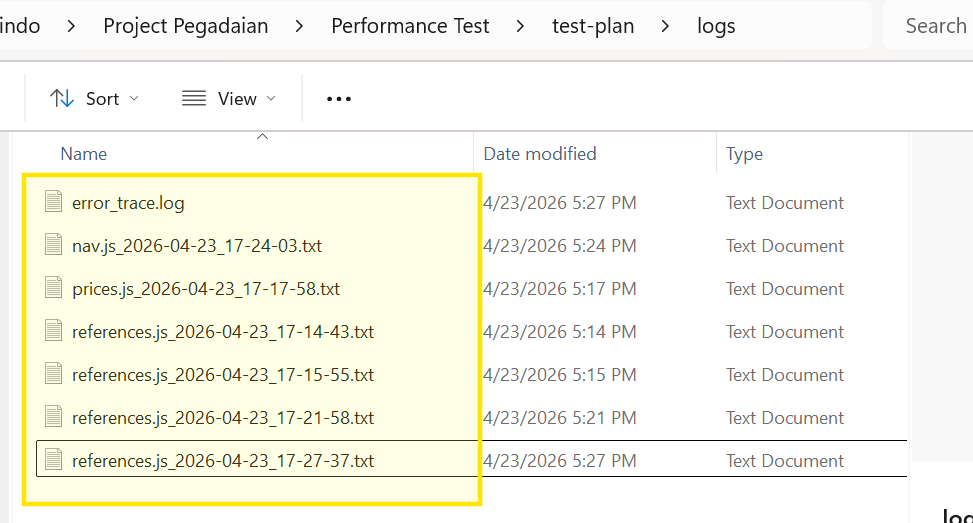 indo > Project Pegadaian > Performance Test > test-plan > logs Search
Sort View ...
Name Date modified Type
error_trace.log 4/23/2026 5:27 PM Text Document
nav.js_2026-04-23_17-24-03.txt 4/23/2026 5:24 PM Text Document
prices.js_2026-04-23_17-17-58.txt 4/23/2026 5:17 PM Text Document
references.js_2026-04-23_17-14-43.txt 4/23/2026 5:14 PM Text Document
references.js_2026-04-23_17-15-55.txt 4/23/2026 5:15 PM Text Document
references.js_2026-04-23_17-21-58.txt 4/23/2026 5:21 PM Text Document
references.js_2026-04-23_17-27-37.txt 4/23/2026 5:27 PM Text Document